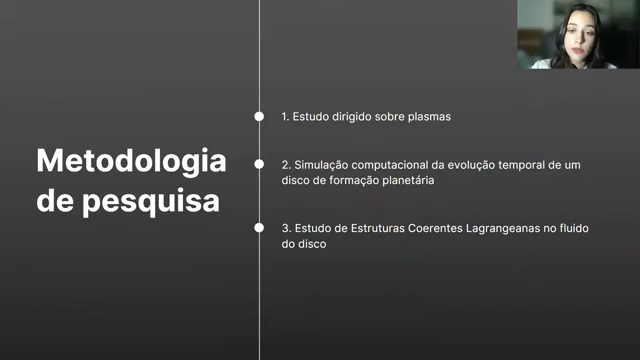 Metodologia
de pesquisa
1. Estudo dirigido sobre plasmas
2. Simulação computacional da evolução temporal de um
disco de formação planetária
3. Estudo de Estruturas Coerentes Lagrangeanas no fluido
do disco